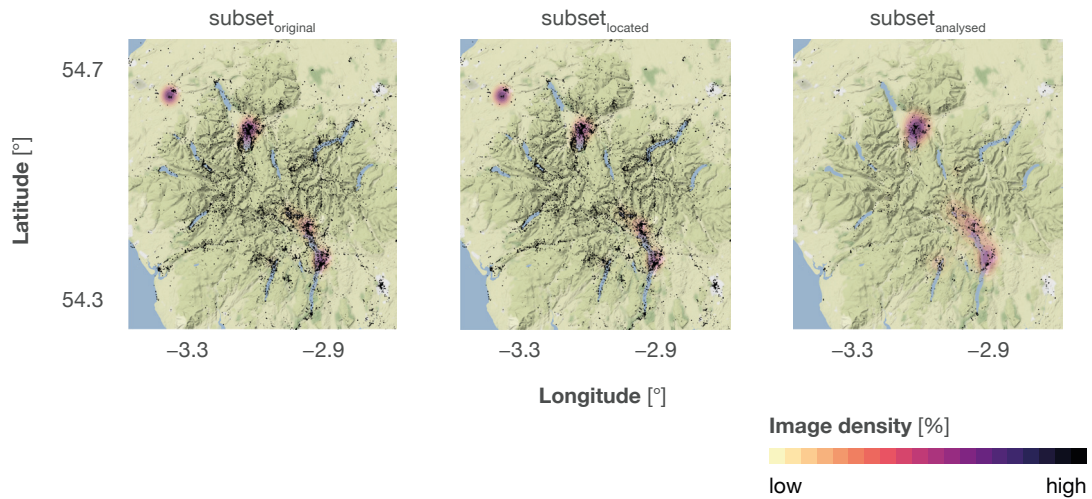 subset_original subset_located subset_analysed
54.7
Latitude [°]
54.3
−3.3 −2.9 −3.3 −2.9 −3.3 −2.9
Longitude [°]
Image density [%]
low high